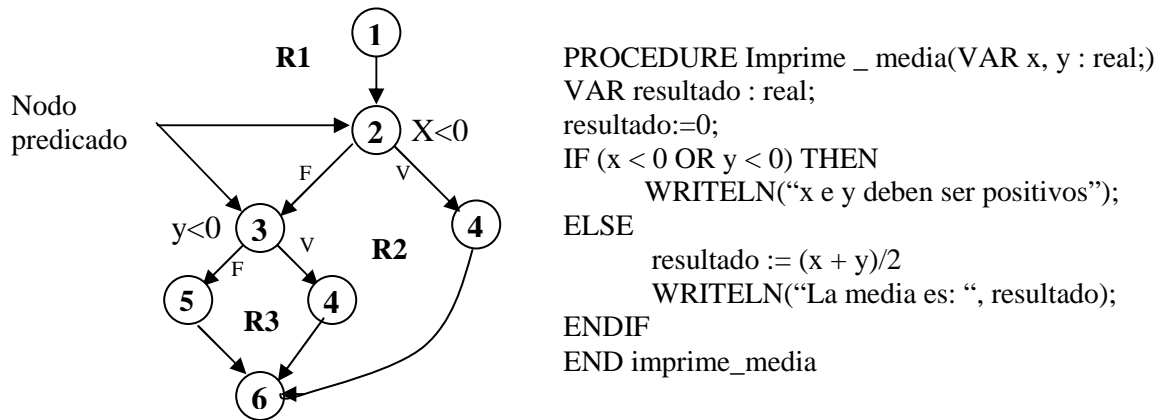 1
R1
Nodo
predicado
2
X<0
F
V
y<0
3
4
R2
F
V
5
4
R3
6
PROCEDURE Imprime _ media(VAR x, y : real;)
VAR resultado : real;
resultado:=0;
IF (x < 0 OR y < 0) THEN
WRITELN(“x e y deben ser positivos”);
ELSE
resultado := (x + y)/2
WRITELN(“La media es: “, resultado);
ENDIF
END imprime_media